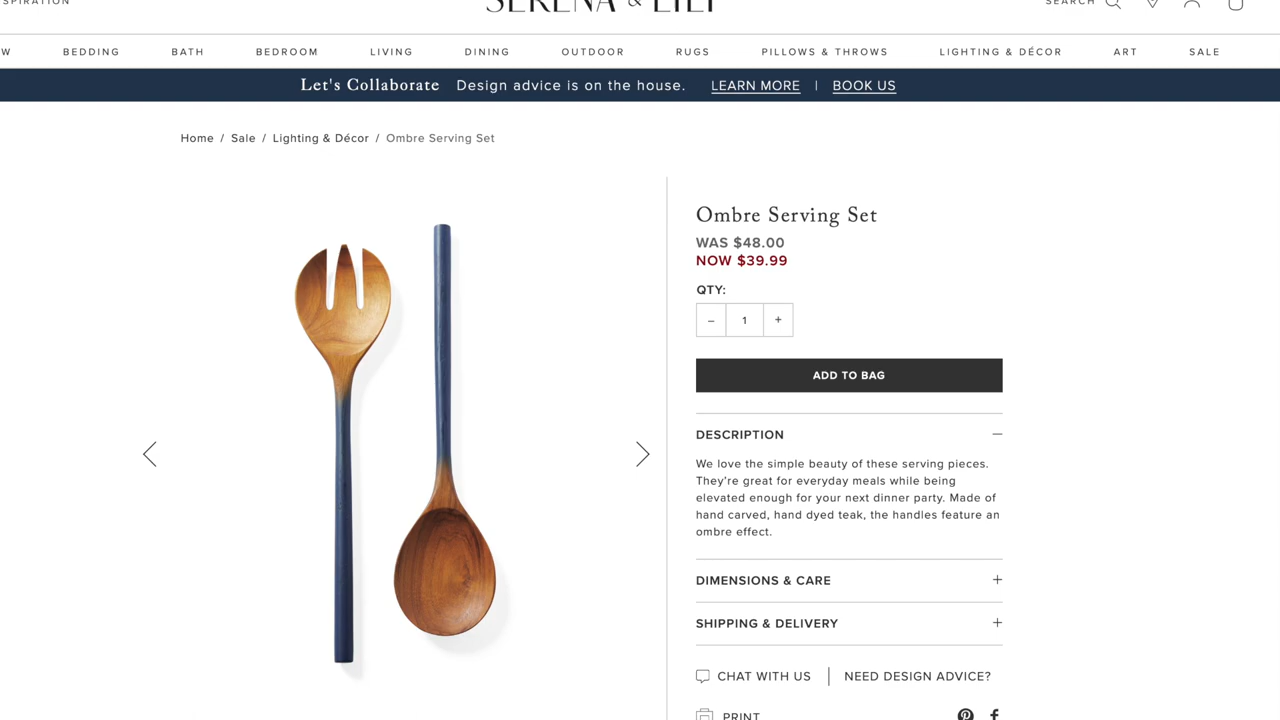 SERENA & LILY
SPIRATION
SEARCH
W BEDDING BATH BEDROOM LIVING DINING OUTDOOR RUGS PILLOWS & THROWS LIGHTING & DÉCOR ART SALE
Let's Collaborate Design advice is on the house. LEARN MORE | BOOK US
Home / Sale / Lighting & Décor / Ombre Serving Set
Ombre Serving Set
WAS $48.00
NOW $39.99
QTY:
– 1 +
ADD TO BAG
DESCRIPTION —
We love the simple beauty of these serving pieces.
They're great for everyday meals while being
elevated enough for your next dinner party. Made of
hand carved, hand dyed teak, the handles feature an
ombre effect.
DIMENSIONS & CARE +
SHIPPING & DELIVERY +
CHAT WITH US | NEED DESIGN ADVICE?
PRINT